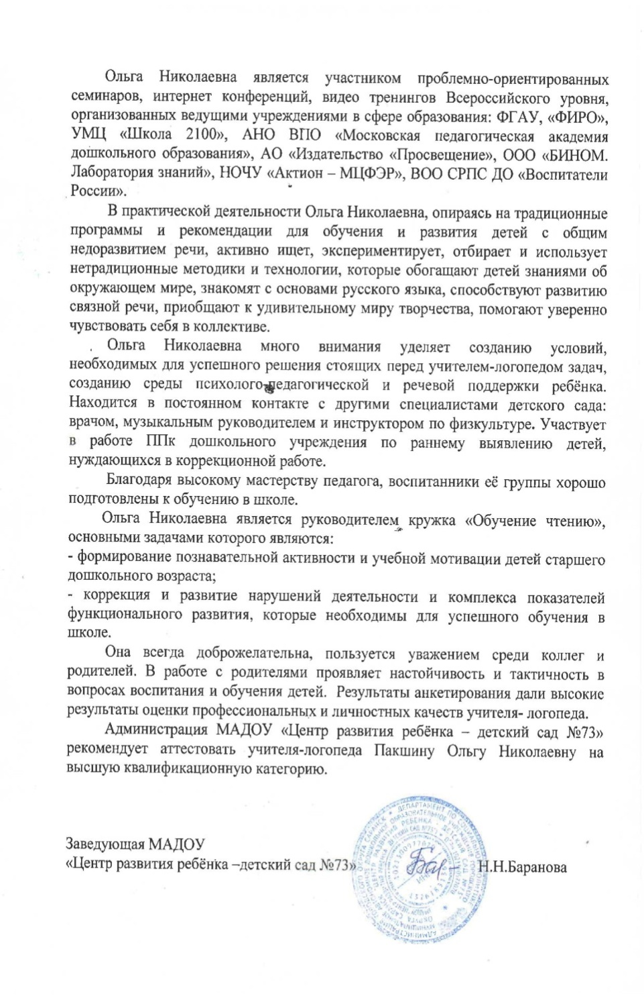 Ольга Николаевна является участником проблемно-ориентированных
семинаров, интернет конференций, видео тренингов Всероссийского уровня,
организованных ведущими учреждениями в сфере образования: ФГАУ, «ФИРО»,
УМЦ «Школа 2100», АНО ВПО «Московская педагогическая академия
дошкольного образования», АО «Издательство «Просвещение», ООО «БИНОМ.
Лаборатория знаний», НОЧУ «Актион – МЦФЭР», ВОО СРПС ДО «Воспитатели
России».
В практической деятельности Ольга Николаевна, опираясь на традиционные
программы и рекомендации для обучения и развития детей с общим
недоразвитием речи, активно ищет, экспериментирует, отбирает и использует
нетрадиционные методики и технологии, которые обогащают детей знаниями об
окружающем мире, знакомят с основами русского языка, способствуют развитию
связной речи, приобщают к удивительному миру творчества, помогают уверенно
чувствовать себя в коллективе.
Ольга Николаевна много внимания уделяет созданию условий,
необходимых для успешного решения стоящих перед учителем-логопедом задач,
созданию среды психолого-педагогической и речевой поддержки ребёнка.
Находится в постоянном контакте с другими специалистами детского сада:
врачом, музыкальным руководителем и инструктором по физкультуре. Участвует
в работе ППк дошкольного учреждения по раннему выявлению детей,
нуждающихся в коррекционной работе.
Благодаря высокому мастерству педагога, воспитанники её группы хорошо
подготовлены к обучению в школе.
Ольга Николаевна является руководителем кружка «Обучение чтению»,
основными задачами которого являются:
- формирование познавательной активности и учебной мотивации детей старшего
дошкольного возраста;
- коррекция и развитие нарушений деятельности и комплекса показателей
функционального развития, которые необходимы для успешного обучения в
школе.
Она всегда доброжелательна, пользуется уважением среди коллег и
родителей. В работе с родителями проявляет настойчивость и тактичность в
вопросах воспитания и обучения детей. Результаты анкетирования дали высокие
результаты оценки профессиональных и личностных качеств учителя- логопеда.
Администрация МАДОУ «Центр развития ребёнка – детский сад №73»
рекомендует аттестовать учителя-логопеда Пакшину Ольгу Николаевну на
высшую квалификационную категорию.
Заведующая МАДОУ
«Центр развития ребёнка –детский сад №73» Н.Н.Баранова